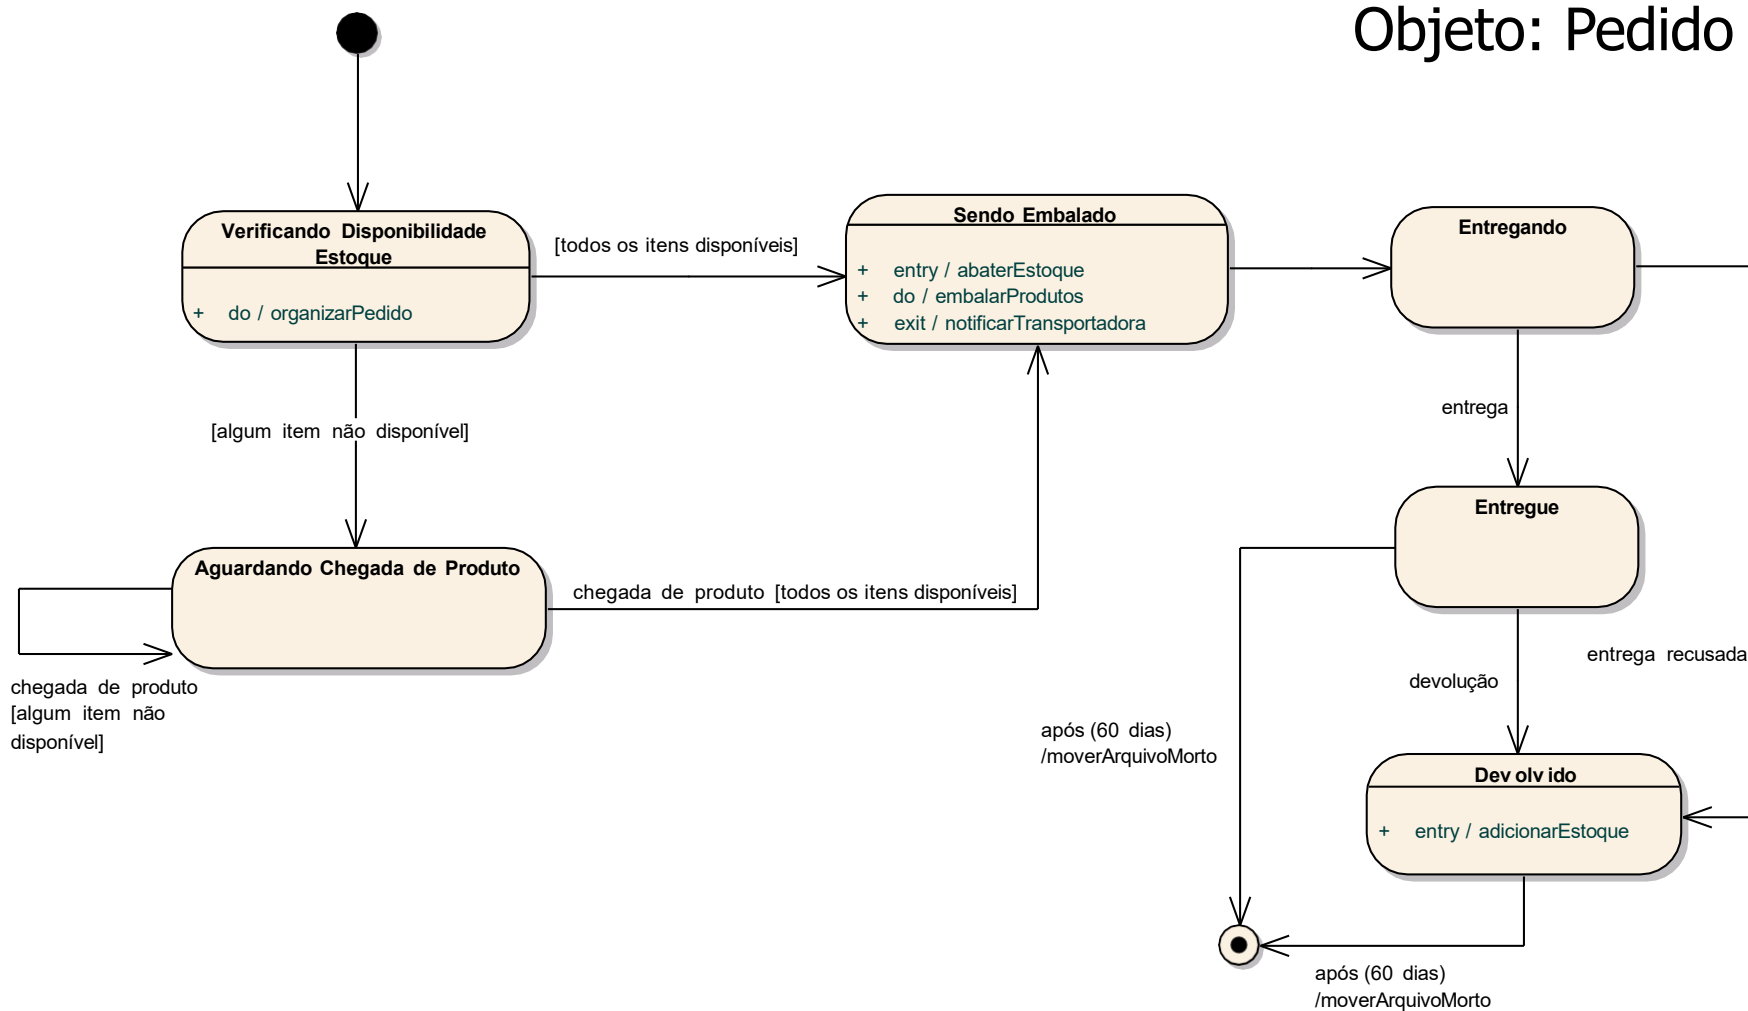 Objeto: Pedido
Verificando Disponibilidade
Estoque
+ do / organizarPedido
[todos os itens disponíveis]
Sendo Embalado
+ entry / abaterEstoque
+ do / embalarProdutos
+ exit / notificarTransportadora
Entregando
[algum item não disponível]
entrega
Entregue
Aguardando Chegada de Produto
chegada de produto [todos os itens disponíveis]
chegada de produto
[algum item não
disponível]
entrega recusada
devolução
após (60 dias)
/moverArquivoMorto
Devolvido
+ entry / adicionarEstoque
após (60 dias)
/moverArquivoMorto